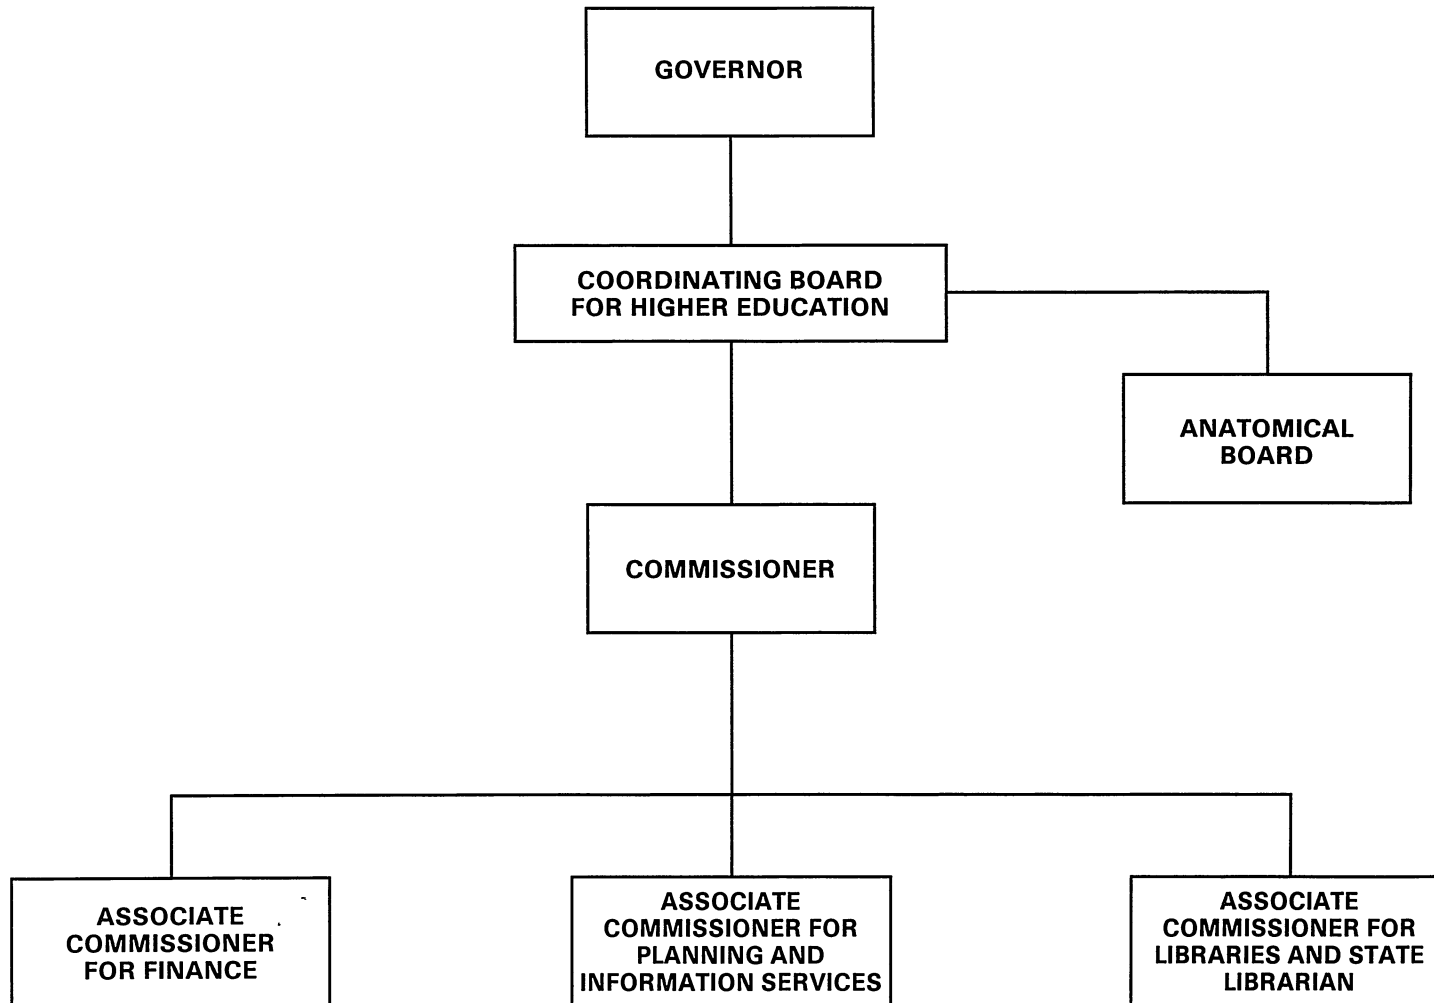 GOVERNOR
COORDINATING BOARD
FOR HIGHER EDUCATION
ANATOMICAL
BOARD
COMMISSIONER
ASSOCIATE
COMMISSIONER
FOR FINANCE
ASSOCIATE
COMMISSIONER FOR
PLANNING AND
INFORMATION SERVICES
ASSOCIATE
COMMISSIONER FOR
LIBRARIES AND STATE
LIBRARIAN